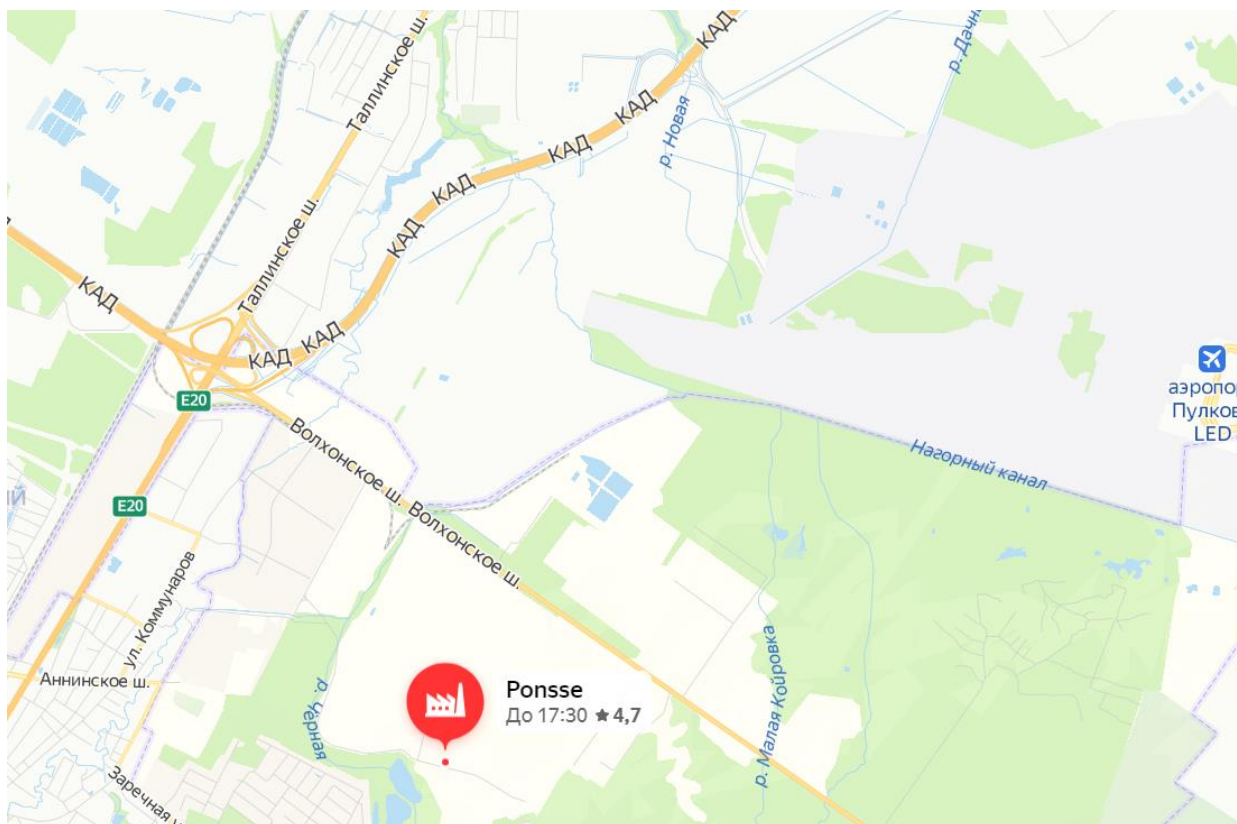 Таллинское ш.
КАД
р. Дачн
КАД
р. Новая
КАД
КАД
Таллинское ш.
КАД
КАД
КАД
КАД
аэропор
Пулков
LED
E20
Волхонское ш.
Нагорный канал
E20
Волхонское ш.
ул. Коммунаров
р. Малая Койровка
Аннинское ш.
р. Черная
Ponsse
До 17:30 ★ 4,7
Заречная